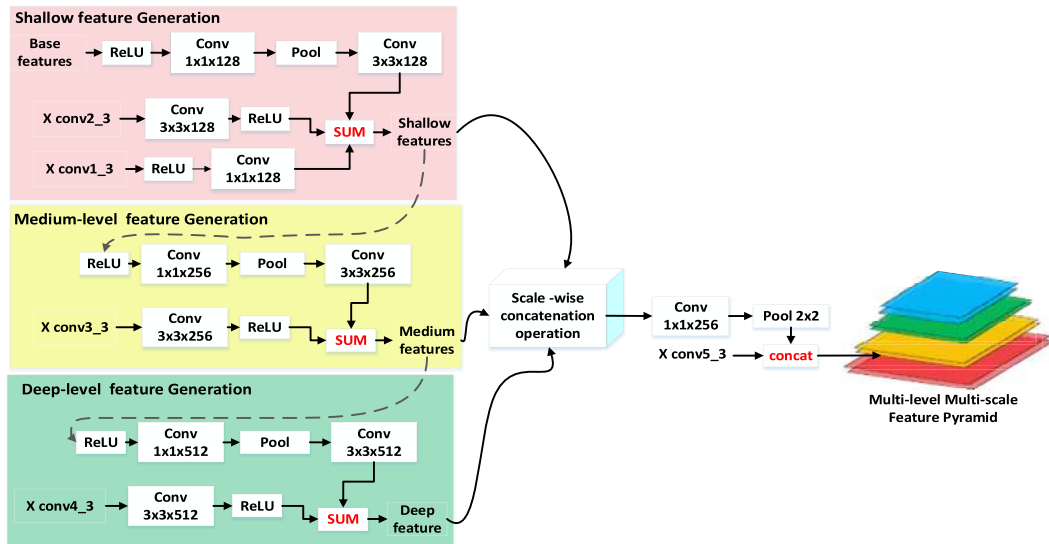 Shallow feature Generation
Base
features
ReLU
Conv
1x1x128
Pool
Conv
3x3x128
X conv2_3
Conv
3x3x128
ReLU
SUM
Shallow
features
X conv1_3
ReLU
Conv
1x1x128
Medium-level feature Generation
ReLU
Conv
1x1x256
Pool
Conv
3x3x256
X conv3_3
Conv
3x3x256
ReLU
SUM
Medium
features
Deep-level feature Generation
ReLU
Conv
1x1x512
Pool
Conv
3x3x512
X conv4_3
Conv
3x3x512
ReLU
SUM
Deep
feature
Scale -wise
concatenation
operation
Conv
1x1x256
Pool 2x2
X conv5_3
concat
Multi-level Multi-scale
Feature Pyramid